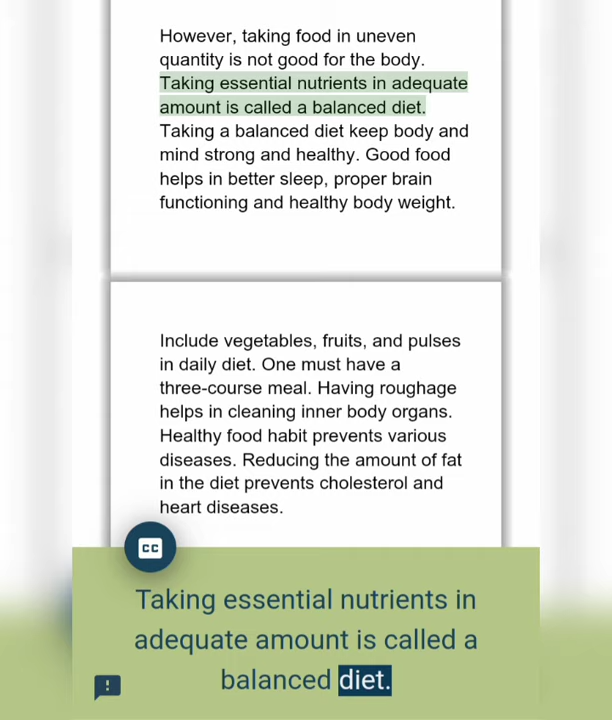 However, taking food in uneven
quantity is not good for the body.
Taking essential nutrients in adequate
amount is called a balanced diet.
Taking a balanced diet keep body and
mind strong and healthy. Good food
helps in better sleep, proper brain
functioning and healthy body weight.
Include vegetables, fruits, and pulses
in daily diet. One must have a
three-course meal. Having roughage
helps in cleaning inner body organs.
Healthy food habit prevents various
diseases. Reducing the amount of fat
in the diet prevents cholesterol and
heart diseases.
CC
Taking essential nutrients in
adequate amount is called a
balanced diet.